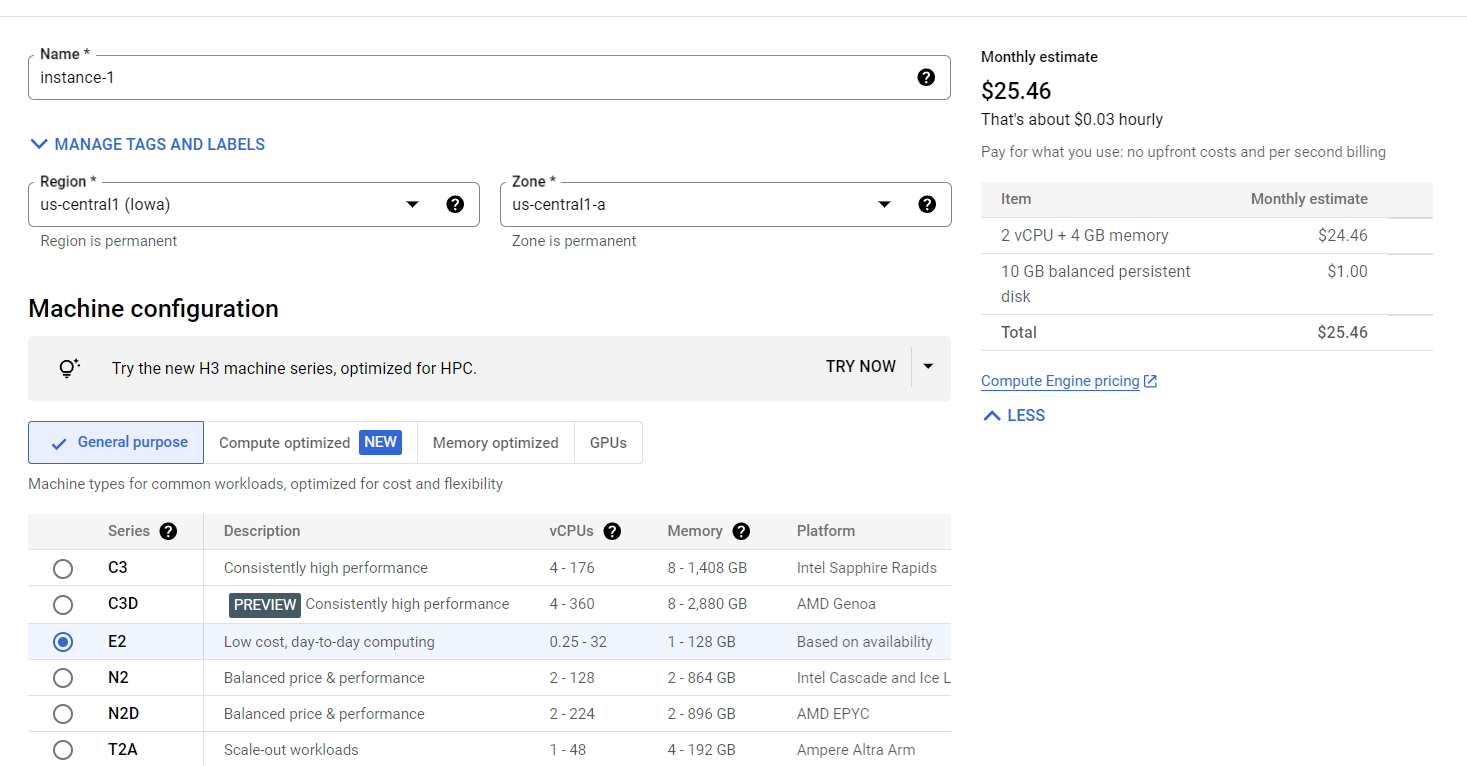 Name *
instance-1
MANAGE TAGS AND LABELS
Region *
us-central1 (Iowa)
Region is permanent
Zone *
us-central1-a
Zone is permanent
Machine configuration
Try the new H3 machine series, optimized for HPC.
TRY NOW
General purpose
Compute optimized NEW
Memory optimized
GPUs
Machine types for common workloads, optimized for cost and flexibility
Series Description vCPUs Memory Platform
C3 Consistently high performance 4 - 176 8 - 1,408 GB Intel Sapphire Rapids
C3D PREVIEW Consistently high performance 4 - 360 8 - 2,880 GB AMD Genoa
E2 Low cost, day-to-day computing 0.25 - 32 1 - 128 GB Based on availability
N2 Balanced price & performance 2 - 128 2 - 864 GB Intel Cascade and Ice L
N2D Balanced price & performance 2 - 224 2 - 896 GB AMD EPYC
T2A Scale-out workloads 1 - 48 4 - 192 GB Ampere Altra Arm
Monthly estimate
$25.46
That's about $0.03 hourly
Pay for what you use: no upfront costs and per second billing
Item Monthly estimate
2 vCPU + 4 GB memory $24.46
10 GB balanced persistent $1.00
disk
Total $25.46
Compute Engine pricing
LESS